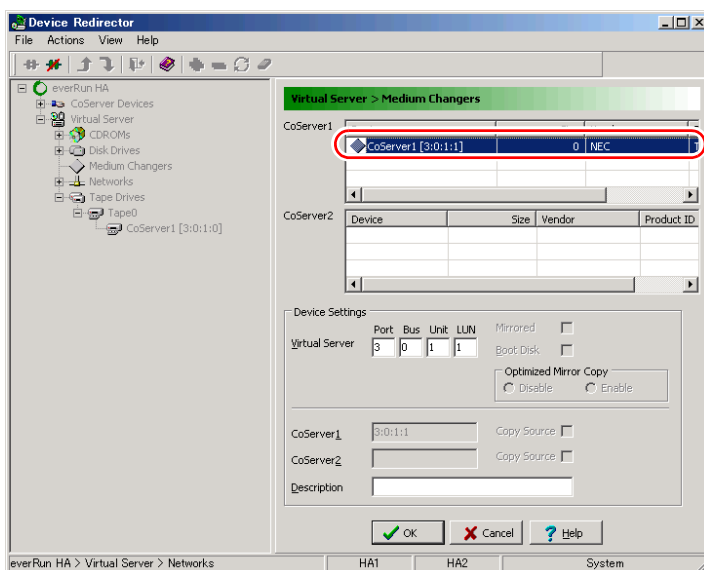 Device Redirector
File Actions View Help
everRun HA
CoServer Devices
Virtual Server
CDROMs
Disk Drives
Medium Changers
Networks
Tape Drives
Tape0
CoServer1 [3:0:1:0]
Virtual Server > Medium Changers
CoServer1
CoServer1 [3:0:1:1] 0 NEC
CoServer2
Device Size Vendor Product ID
Device Settings
Port Bus Unit LUN
Virtual Server 3 0 1 1
Mirrored
Boot Disk
Optimized Mirror Copy
Disable Enable
CoServer1 3:0:1:1 Copy Source
CoServer2 Copy Source
Description
OK Cancel Help
everRun HA > Virtual Server > Networks HA1 HA2 System